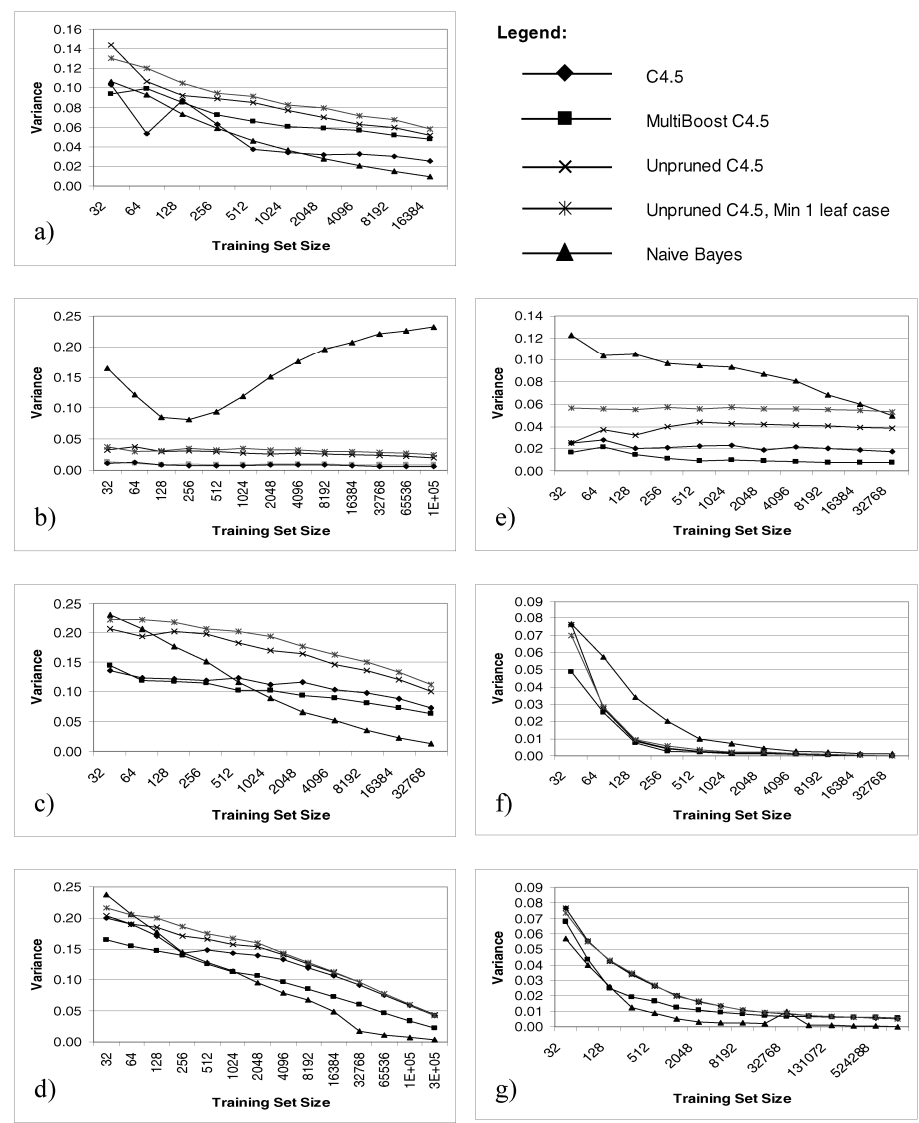 0.16
0.14
0.12
0.10
0.08
0.06
0.04
0.02
0.00
Variance
32 64 128 256 512 1024 2048 4096 8192 16384
Training Set Size
a)
Legend:
C4.5
MultiBoost C4.5
Unpruned C4.5
Unpruned C4.5, Min 1 leaf case
Naive Bayes
0.25
0.20
0.15
0.10
0.05
0.00
Variance
32 64 128 256 512 1024 2048 4096 8192 16384 32768 65536 1E+05
Training Set Size
b)
0.14
0.12
0.10
0.08
0.06
0.04
0.02
0.00
Variance
32 64 128 256 512 1024 2048 4096 8192 16384 32768
Training Set Size
e)
0.25
0.20
0.15
0.10
0.05
0.00
Variance
32 64 128 256 512 1024 2048 4096 8192 16384 32768
Training Set Size
c)
0.09
0.08
0.07
0.06
0.05
0.04
0.03
0.02
0.01
0.00
Variance
32 64 128 256 512 1024 2048 4096 8192 16384 32768
Training Set Size
f)
0.25
0.20
0.15
0.10
0.05
0.00
Variance
32 64 128 256 512 1024 2048 4096 8192 16384 32768 65536 1E+05 3E+05
Training Set Size
d)
0.09
0.08
0.07
0.06
0.05
0.04
0.03
0.02
0.01
0.00
Variance
32 128 512 2048 8192 32768 131072 524288
Training Set Size
g)